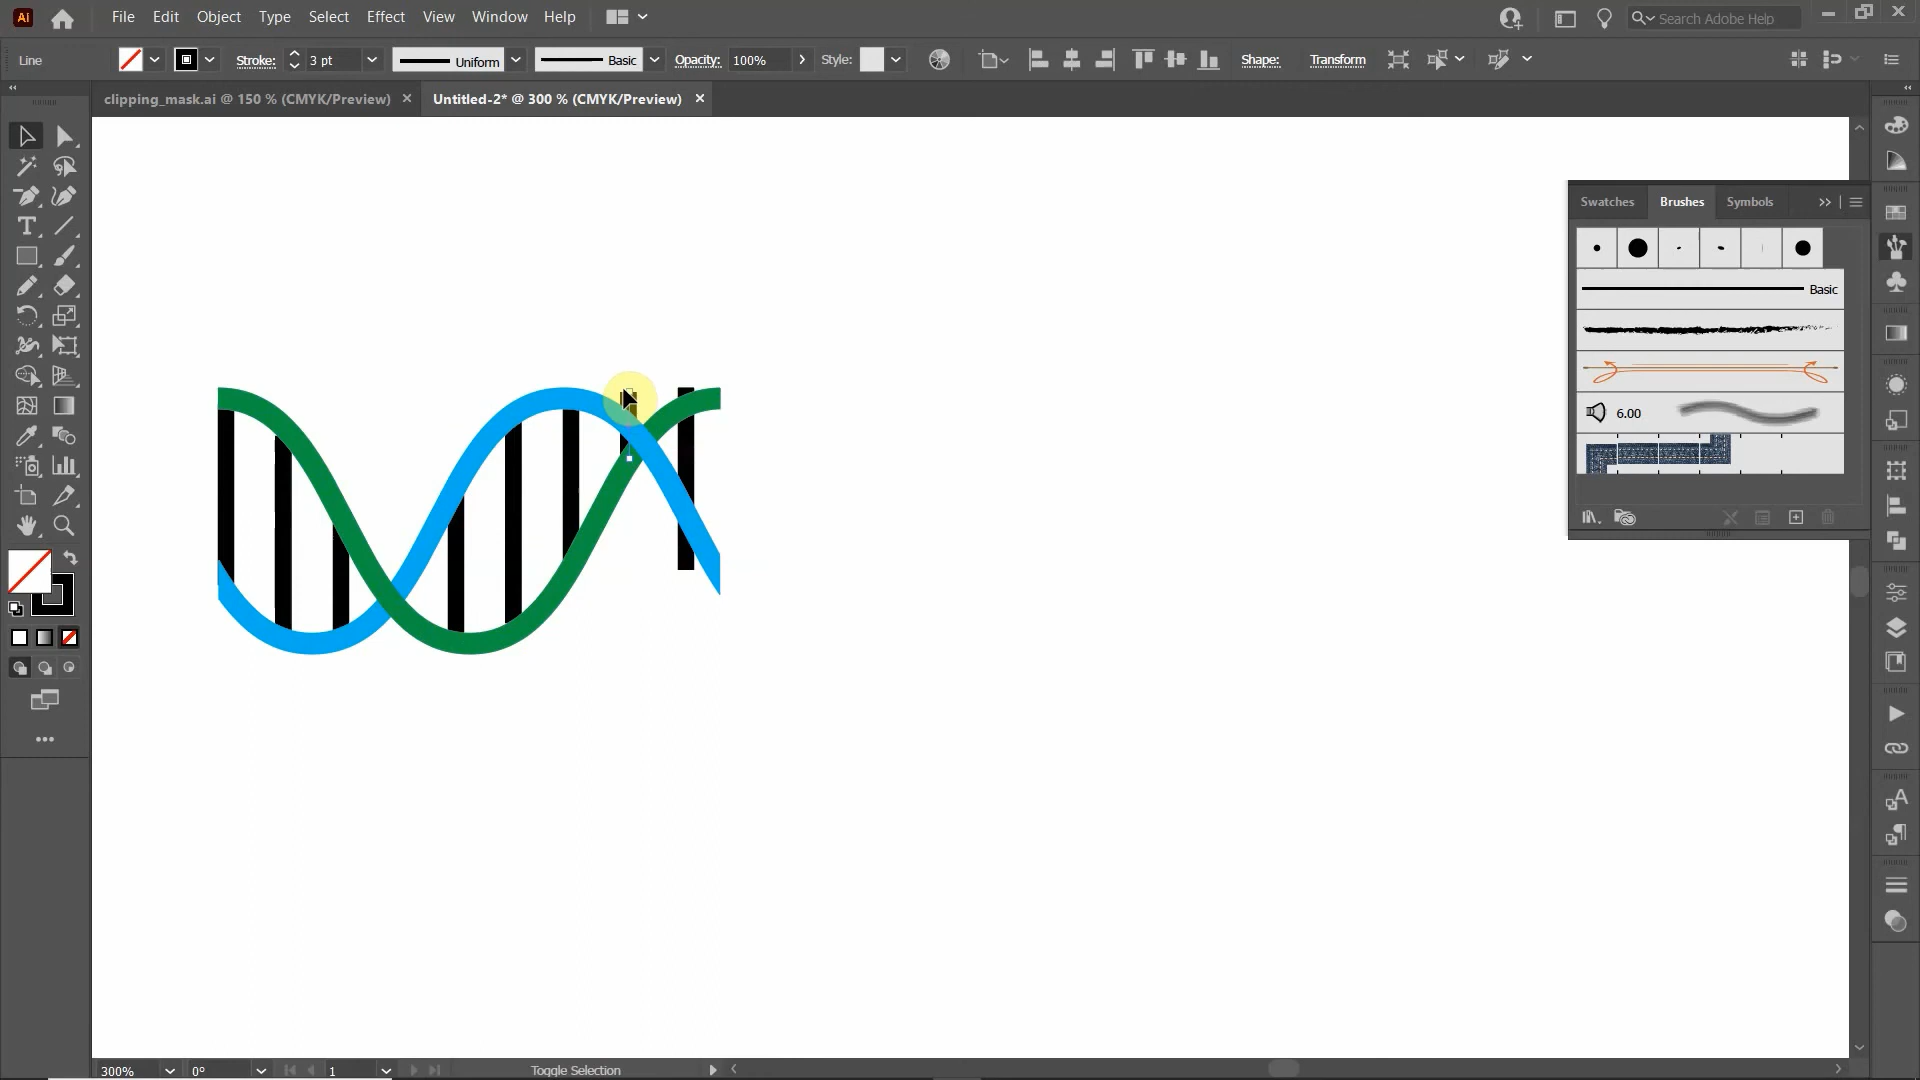 Ai File Edit Object Type Select Effect View Window Help Search Adobe Help
Line Stroke: 3 pt Uniform Basic Opacity: 100% Style: Shape: Transform
clipping_mask.ai @ 150 % (CMYK/Preview) × Untitled-2* @ 300 % (CMYK/Preview) ×
Swatches Brushes Symbols
Basic
6.00
300% 0° 1 Toggle Selection